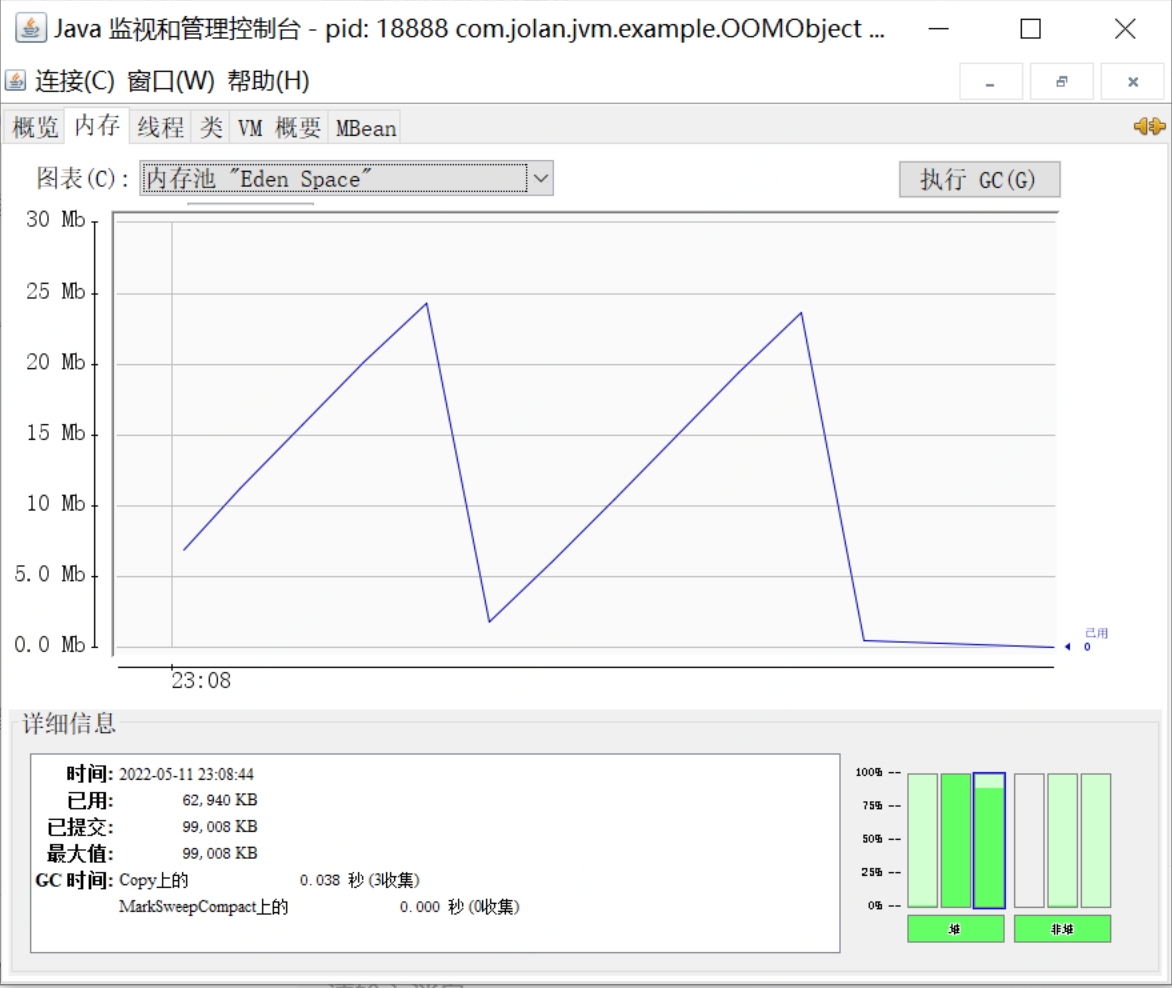 Java 监视和管理控制台 - pid: 18888 com.jolan.jvm.example.OOMObject ...
连接(C) 窗口(W) 帮助(H)
概览 内存 线程 类 VM 概要 MBean
图表(C): 内存池 "Eden Space" 执行 GC(G)
30 Mb
25 Mb
20 Mb
15 Mb
10 Mb
5.0 Mb
0.0 Mb
已用
0
23:08
详细信息
时间: 2022-05-11 23:08:44
已用: 62,940 KB
已提交: 99,008 KB
最大值: 99,008 KB
GC 时间: Copy上的 0.038 秒 (3收集)
MarkSweepCompact上的 0.000 秒 (0收集)
100% --
75% --
50% --
25% --
0% --
堆 非堆